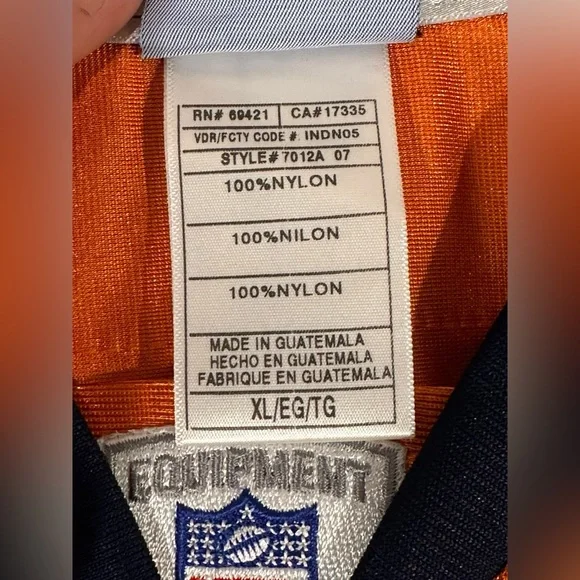 RN# 69421 CA#17335
VDR/FCTY CODE #: INDN05
STYLE#7012A 07
100%NYLON
100%NILON
100%NYLON
MADE IN GUATEMALA
HECHO EN GUATEMALA
FABRIQUE EN GUATEMALA
XL/EG/TG
EQUIPMENT